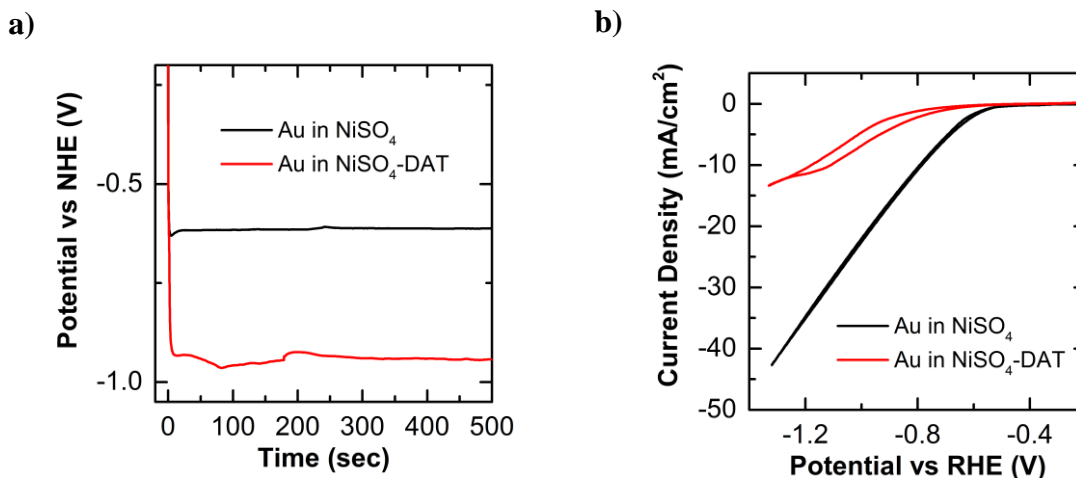 a)
Potential vs NHE (V)
-0.5
-1.0
Au in NiSO₄
Au in NiSO₄-DAT
0 100 200 300 400 500
Time (sec)
b)
Current Density (mA/cm²)
0
-10
-20
-30
-40
-50
Au in NiSO₄
Au in NiSO₄-DAT
-1.2 -0.8 -0.4
Potential vs RHE (V)